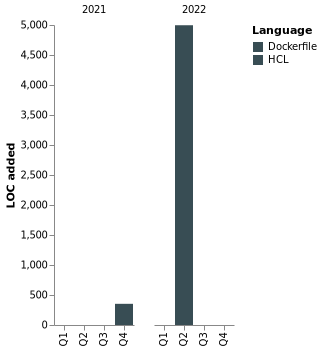 2021
2022
Language
Dockerfile
HCL
LOC added
5,000
4,500
4,000
3,500
3,000
2,500
2,000
1,500
1,000
500
0
Q1
Q2
Q3
Q4
Q1
Q2
Q3
Q4